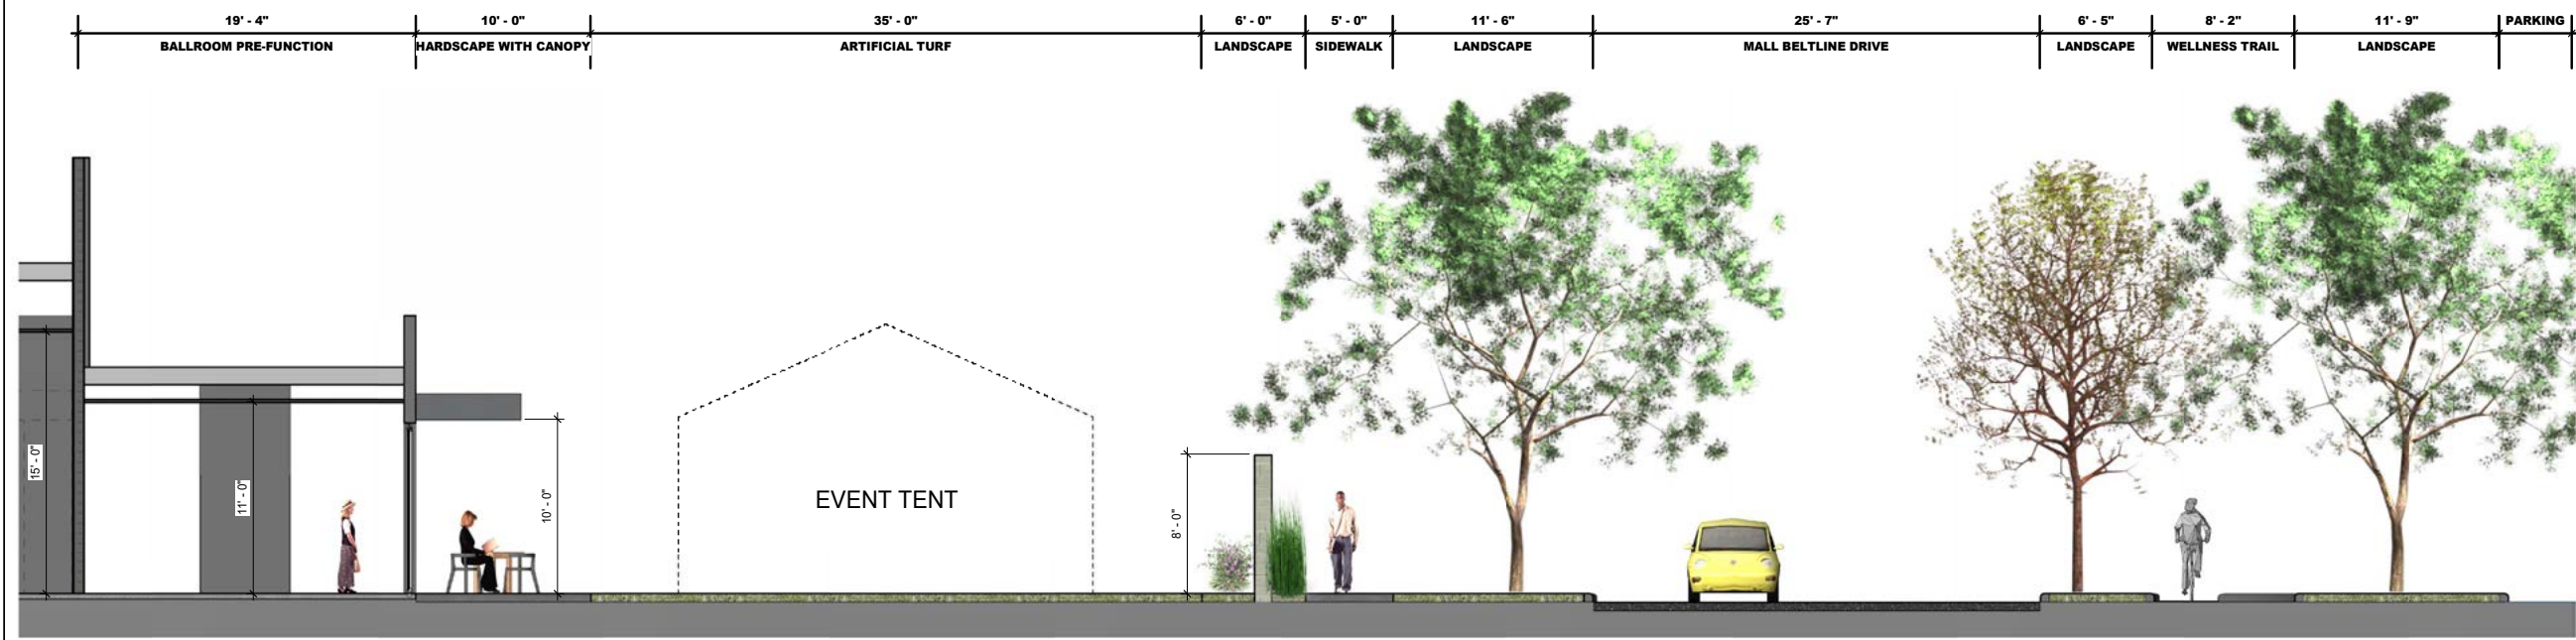 19' - 4" 10' - 0" 35' - 0" 6' - 0" 5' - 0" 11' - 6" 25' - 7" 6' - 5" 8' - 2" 11' - 9" PARKING
BALLROOM PRE-FUNCTION HARDSCAPE WITH CANOPY ARTIFICIAL TURF LANDSCAPE SIDEWALK LANDSCAPE MALL BELTLINE DRIVE LANDSCAPE WELLNESS TRAIL LANDSCAPE
15' - 0"
11' - 0"
10' - 0"
EVENT TENT
8' - 0"